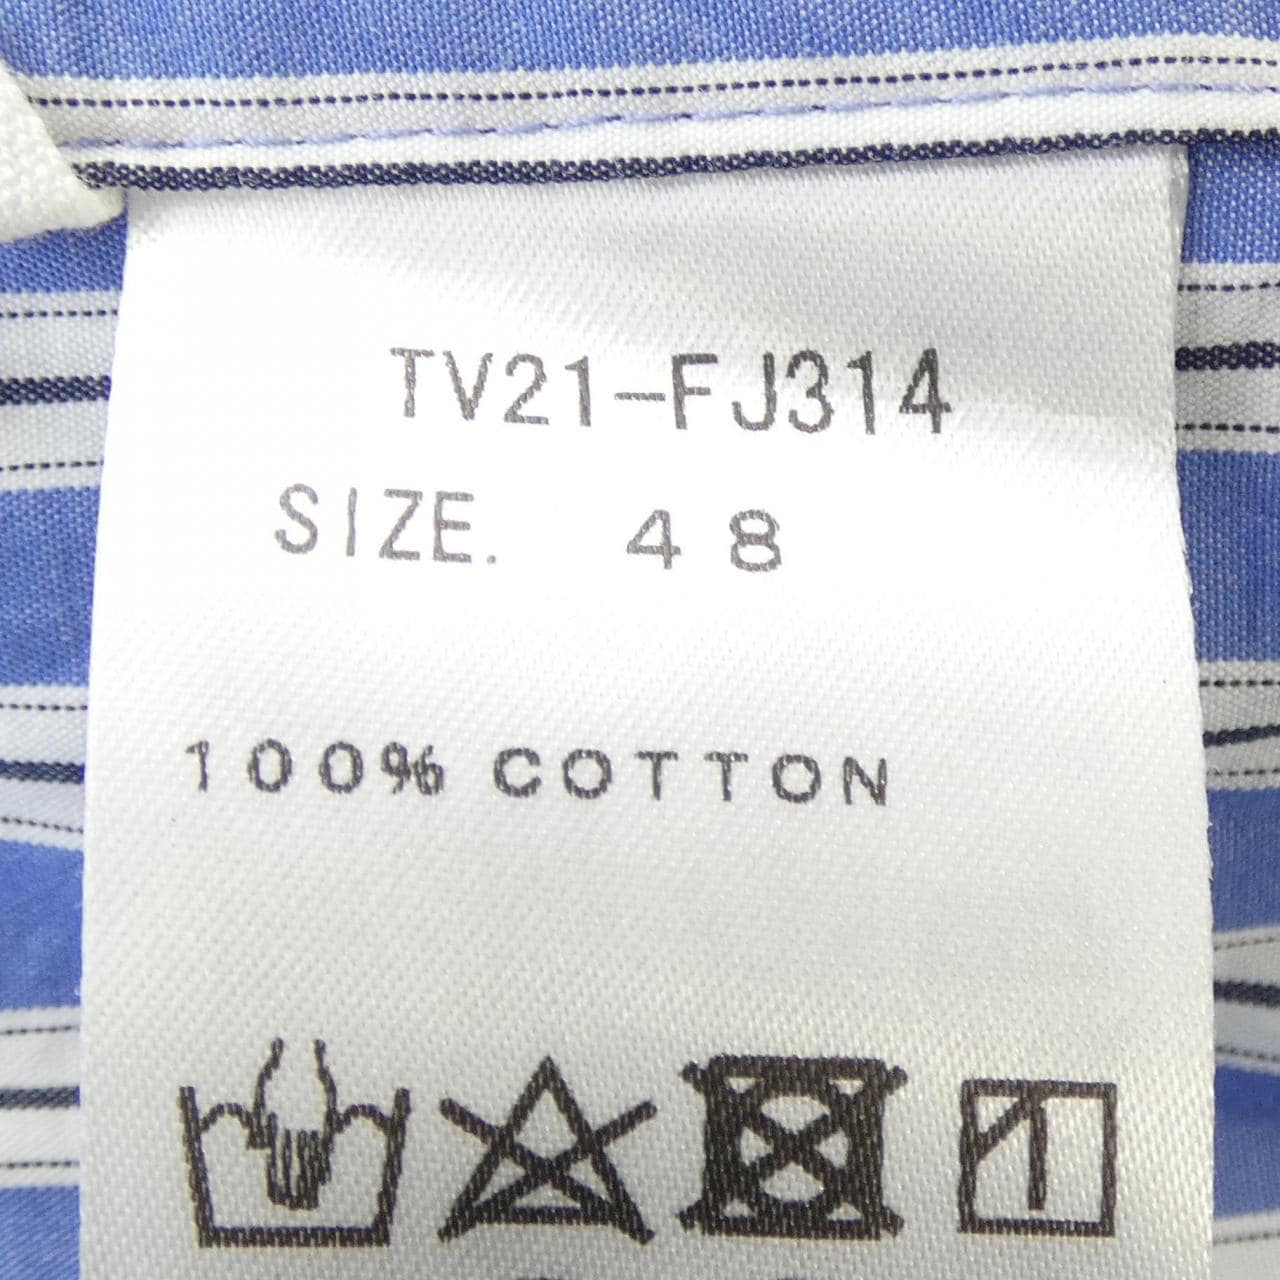 TV21-FJ314
SIZE. 48
100% COTTON